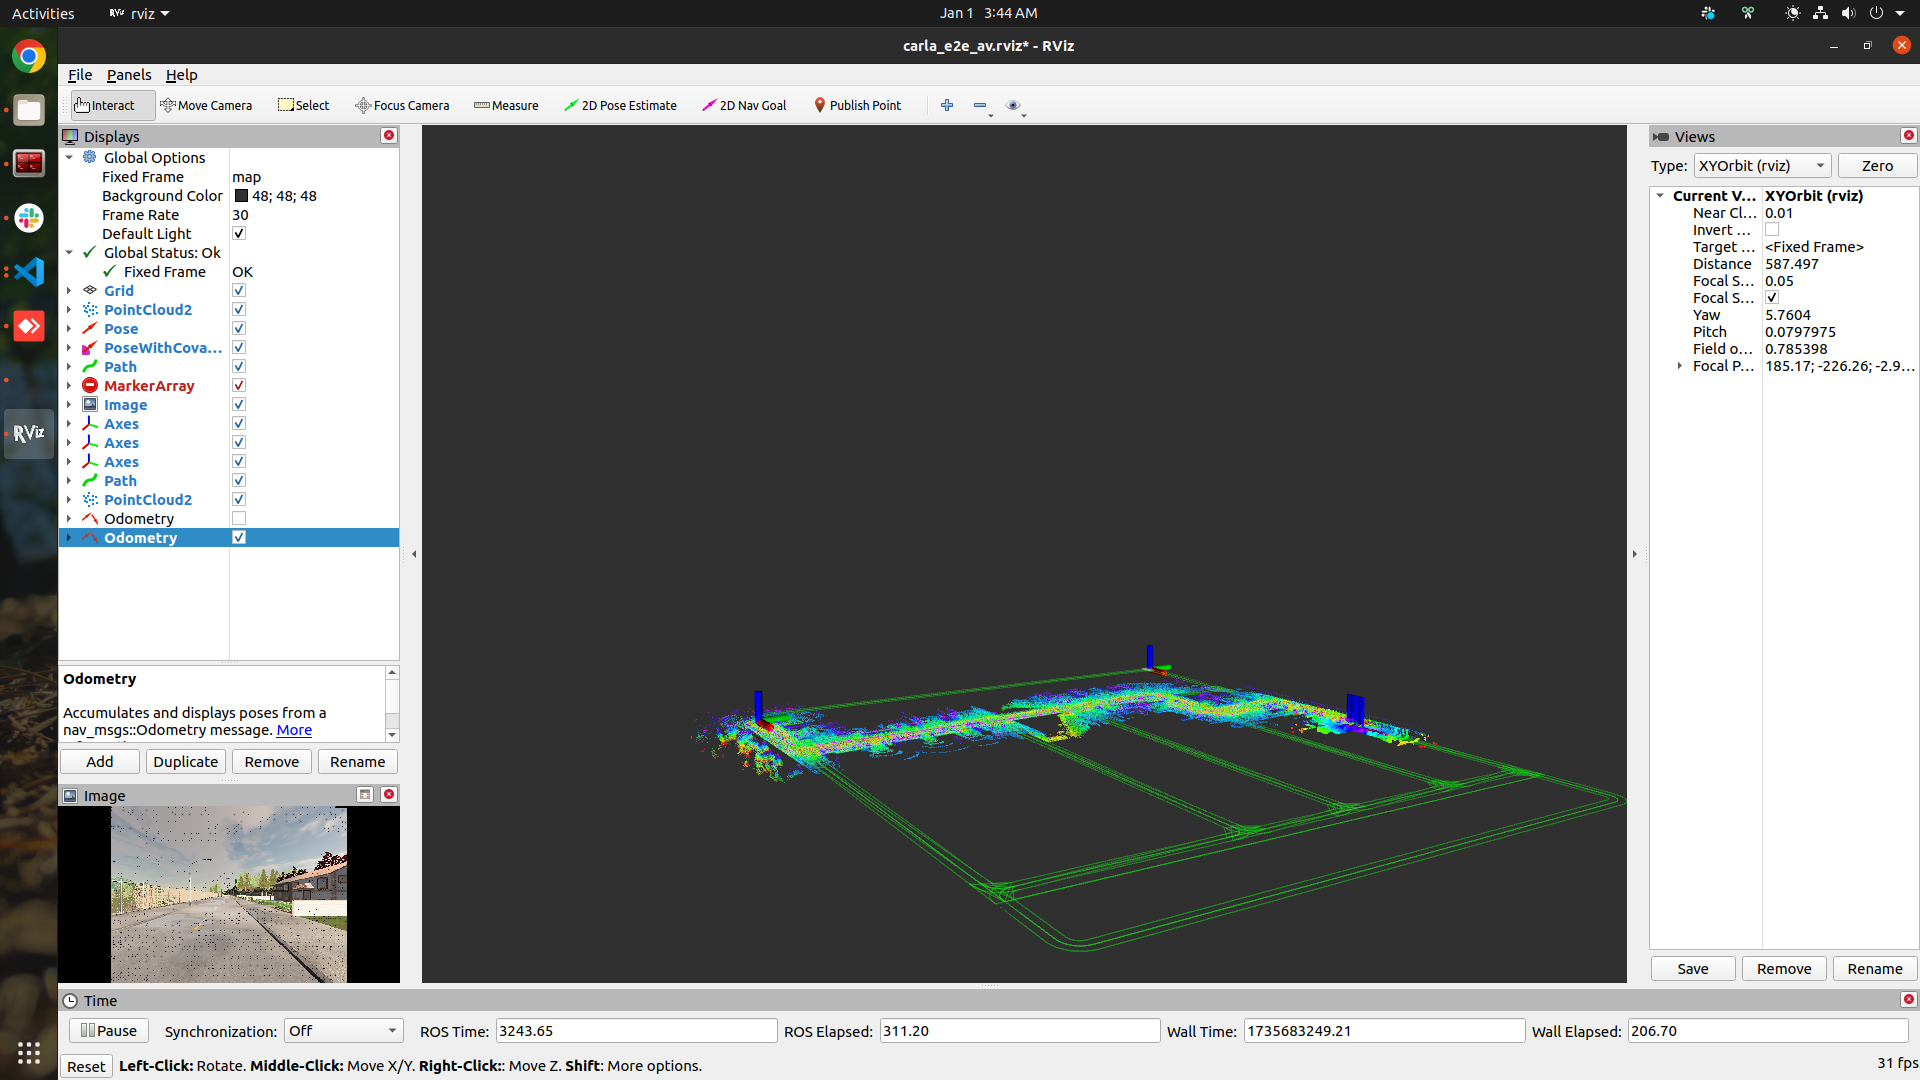 Activities
RViz rviz
Jan 1 3:44 AM
carla_e2e_av.rviz* - RViz
File Panels Help
Interact Move Camera Select Focus Camera Measure 2D Pose Estimate 2D Nav Goal Publish Point
Displays
Global Options
Fixed Frame map
Background Color 48; 48; 48
Frame Rate 30
Default Light
Global Status: Ok
Fixed Frame OK
Grid
PointCloud2
Pose
PoseWithCova...
Path
MarkerArray
Image
Axes
Axes
Axes
Path
PointCloud2
Odometry
Odometry
RViz
Odometry
Accumulates and displays poses from a
nav_msgs::Odometry message. More
Add Duplicate Remove Rename
Image
Views
Type: XYOrbit (rviz) Zero
Current V... XYOrbit (rviz)
Near Cl... 0.01
Invert ...
Target ... <Fixed Frame>
Distance 587.497
Focal S... 0.05
Focal S...
Yaw 5.7604
Pitch 0.0797975
Field o... 0.785398
Focal P... 185.17; -226.26; -2.9...
Save Remove Rename
Time
Pause Synchronization: Off ROS Time: 3243.65 ROS Elapsed: 311.20 Wall Time: 1735683249.21 Wall Elapsed: 206.70
Reset Left-Click: Rotate. Middle-Click: Move X/Y. Right-Click:: Move Z. Shift: More options. 31 fps